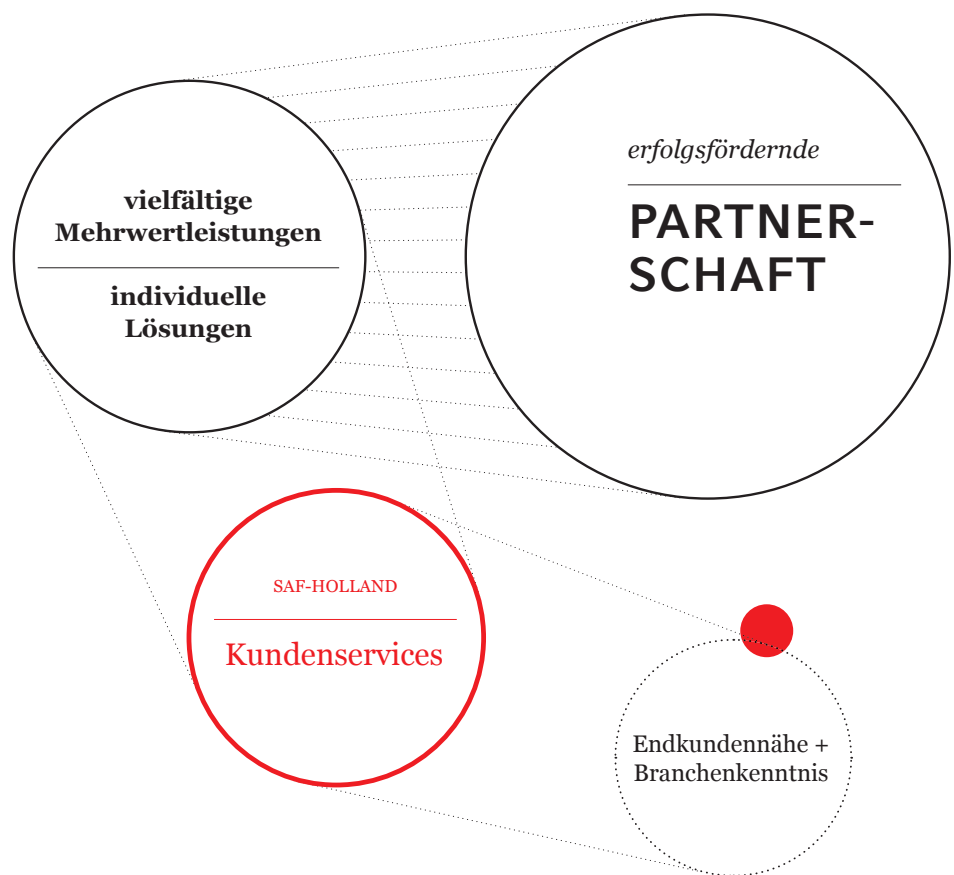 vielfältige
Mehrwertleistungen
individuelle
Lösungen
erfolgsfördernde
PARTNER-
SCHAFT
SAF-HOLLAND
Kundenservices
Endkundennähe +
Branchenkenntnis